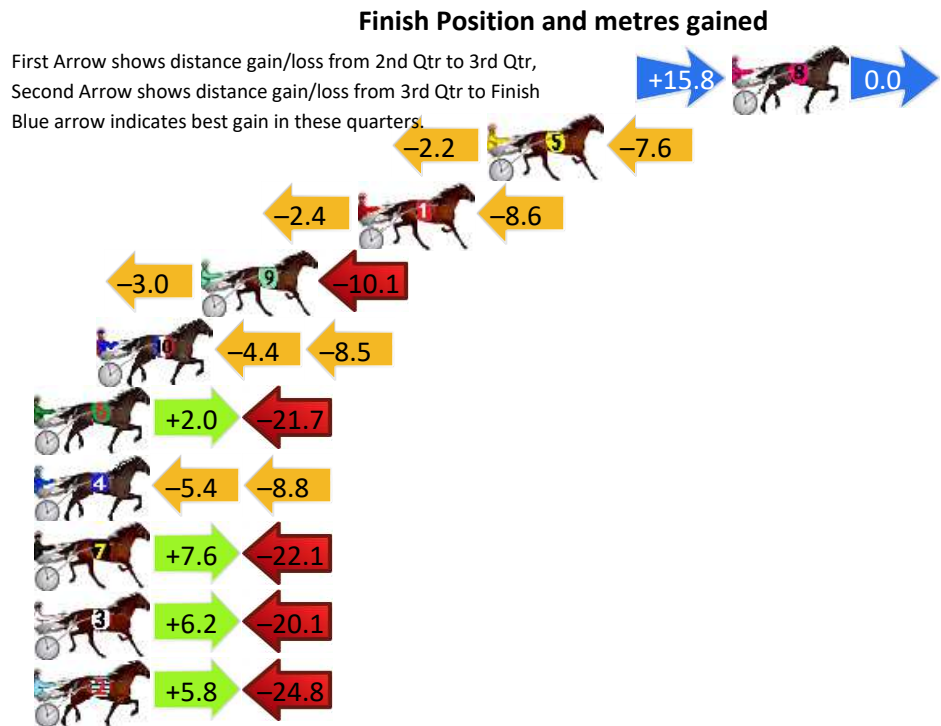 Finish Position and metres gained
First Arrow shows distance gain/loss from 2nd Qtr to 3rd Qtr,
Second Arrow shows distance gain/loss from 3rd Qtr to Finish
Blue arrow indicates best gain in these quarters.
+15.8 8 0.0
−2.2 5 −7.6
−2.4 1 −8.6
−3.0 9 −10.1
10 −4.4 −8.5
6 +2.0 −21.7
4 −5.4 −8.8
7 +7.6 −22.1
3 +6.2 −20.1
2 +5.8 −24.8